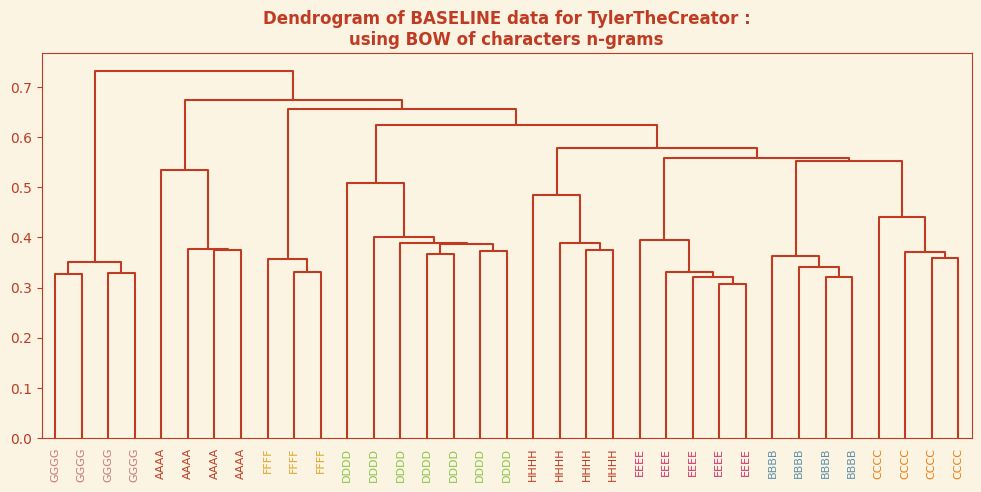 Dendrogram of BASELINE data for TylerTheCreator :
using BOW of characters n-grams
0.7
0.6
0.5
0.4
0.3
0.2
0.1
0.0
GGGG GGGG GGGG GGGG AAAA AAAA AAAA AAAA FFFF FFFF FFFF DDDD DDDD DDDD DDDD DDDD DDDD DDDD HHHH HHHH HHHH HHHH EEEE EEEE EEEE EEEE EEEE BBBB BBBB BBBB BBBB CCCC CCCC CCCC CCCC